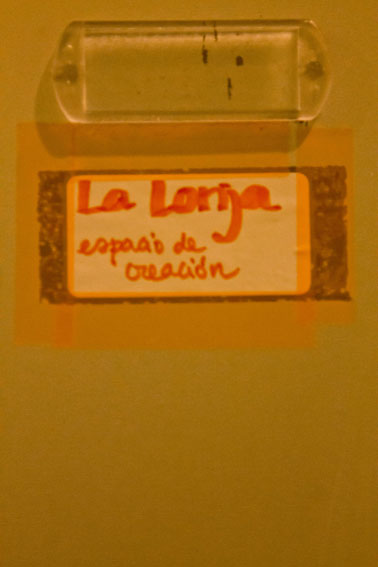 La Lonja
espacio de
creación